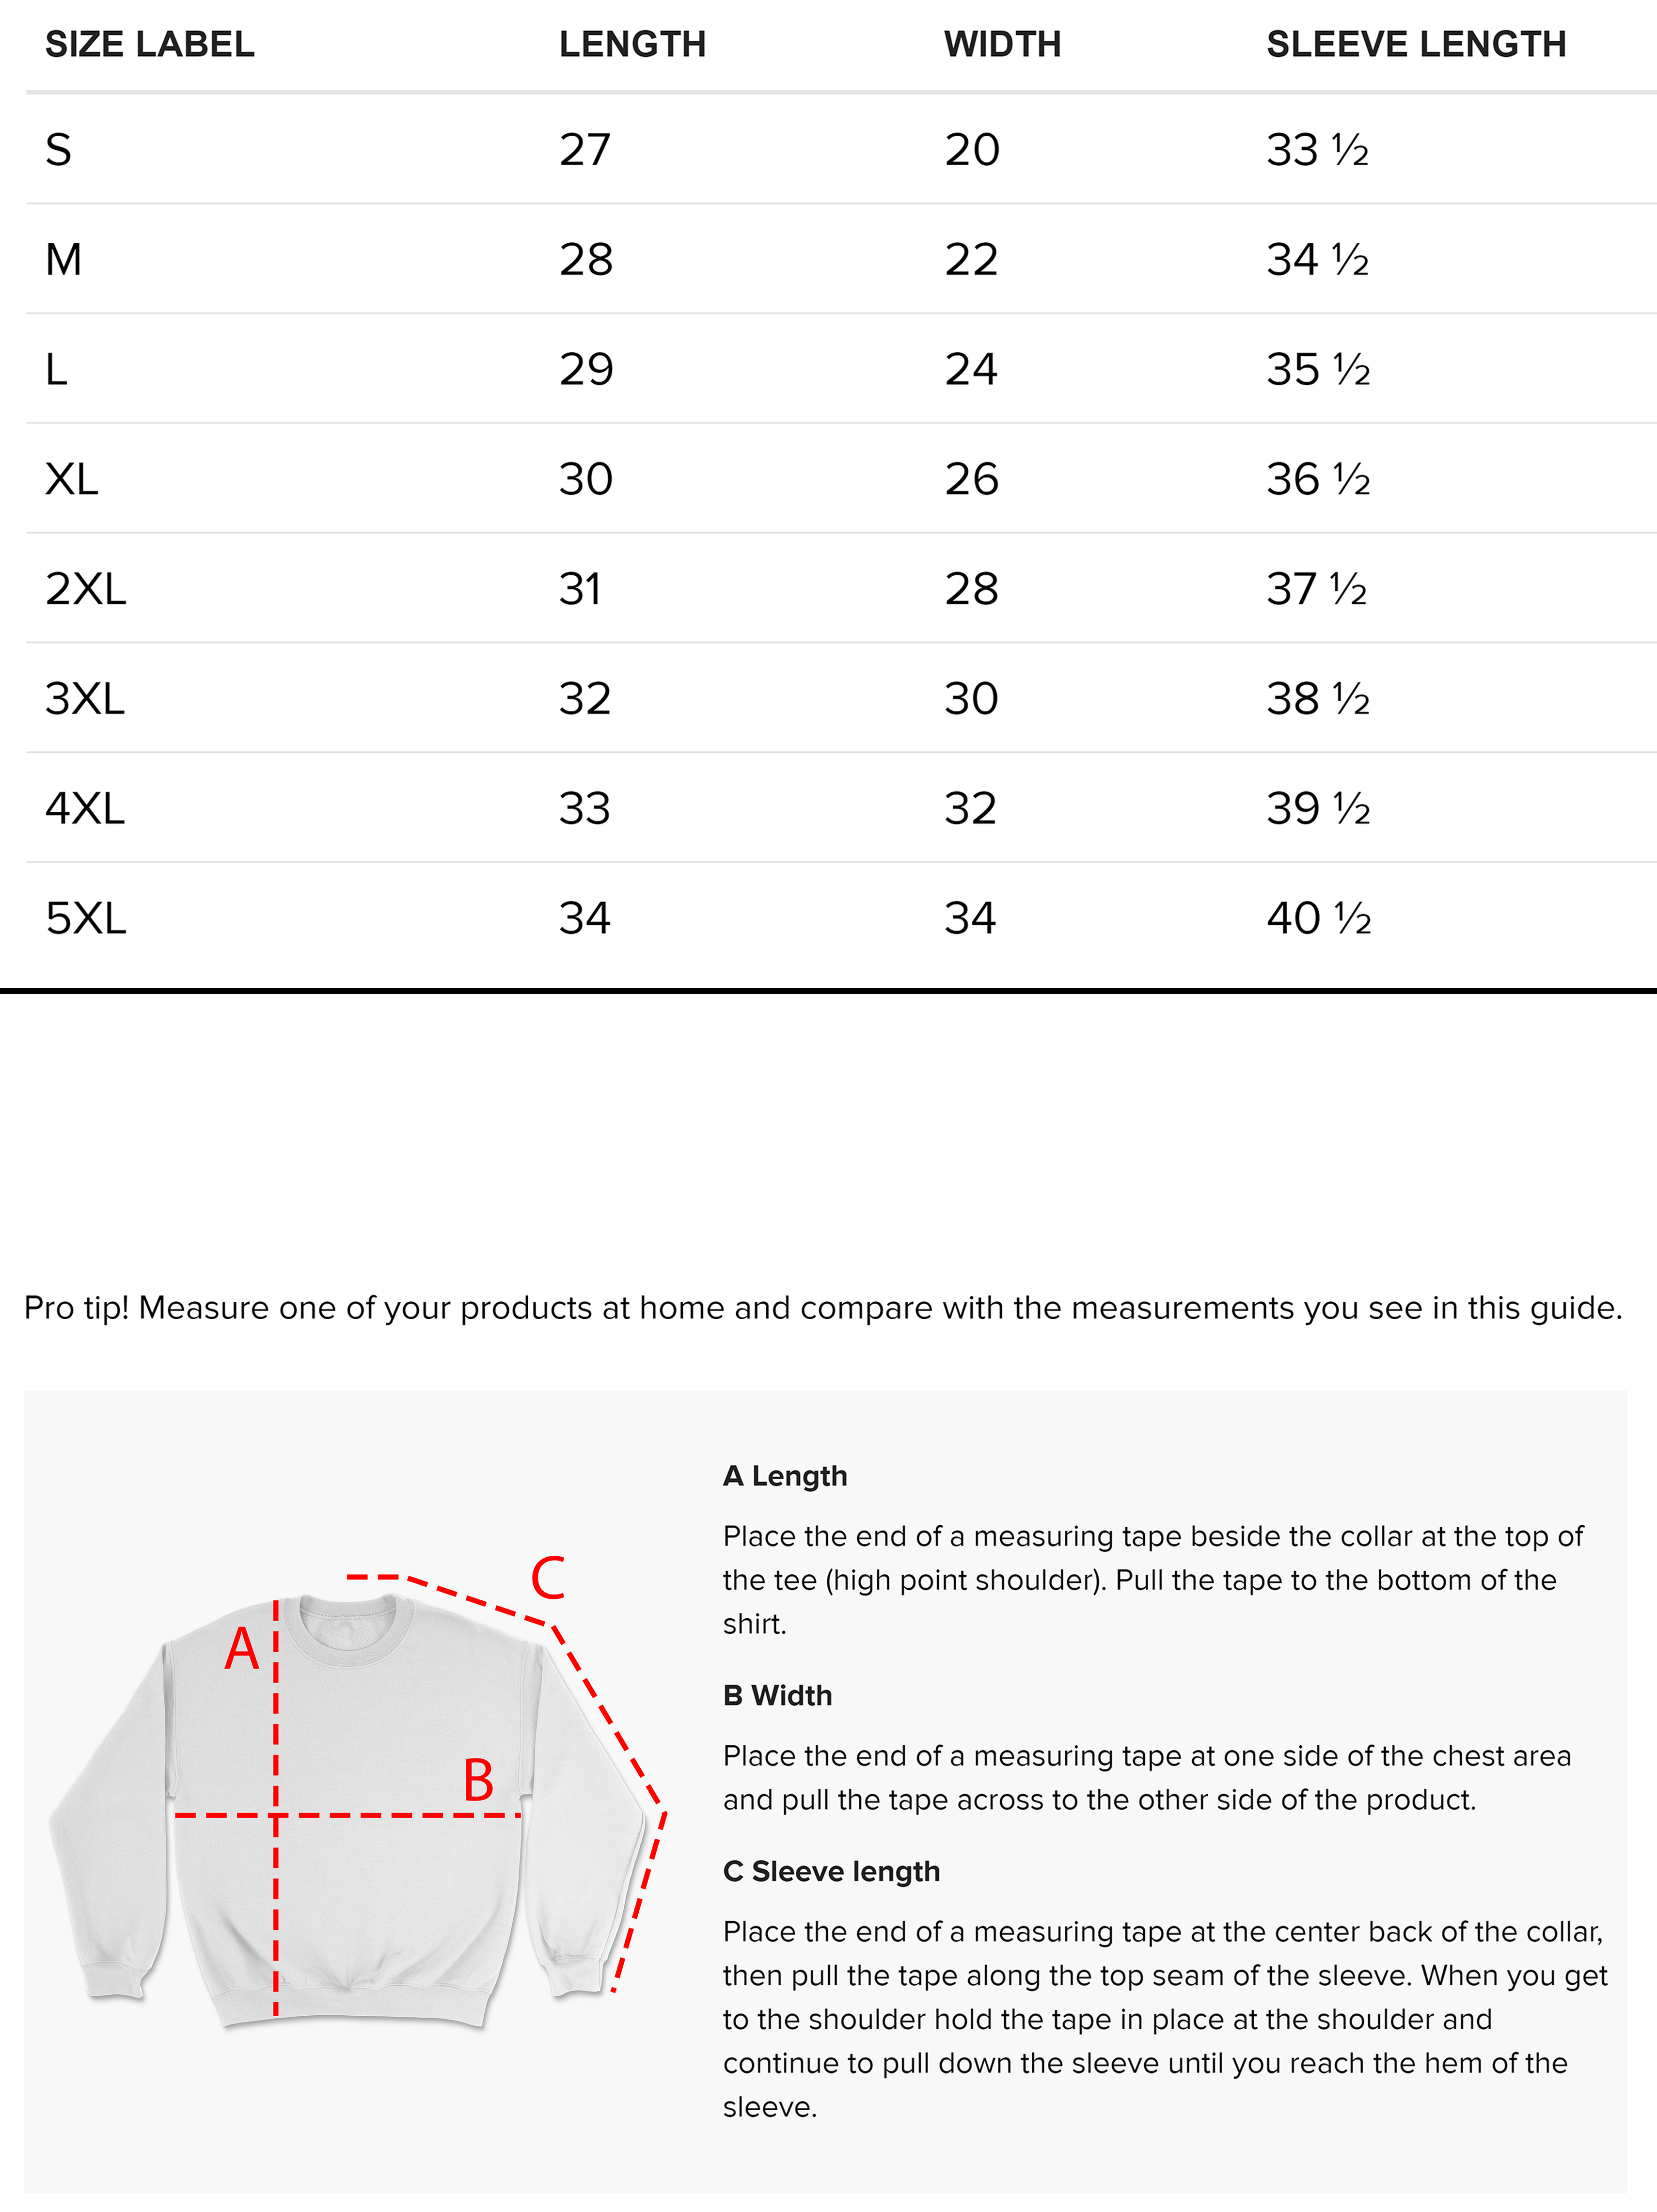 SIZE LABEL LENGTH WIDTH SLEEVE LENGTH
S 27 20 33 ½
M 28 22 34 ½
L 29 24 35 ½
XL 30 26 36 ½
2XL 31 28 37 ½
3XL 32 30 38 ½
4XL 33 32 39 ½
5XL 34 34 40 ½
Pro tip! Measure one of your products at home and compare with the measurements you see in this guide.
A
B
C
A Length
Place the end of a measuring tape beside the collar at the top of
the tee (high point shoulder). Pull the tape to the bottom of the
shirt.
B Width
Place the end of a measuring tape at one side of the chest area
and pull the tape across to the other side of the product.
C Sleeve length
Place the end of a measuring tape at the center back of the collar,
then pull the tape along the top seam of the sleeve. When you get
to the shoulder hold the tape in place at the shoulder and
continue to pull down the sleeve until you reach the hem of the
sleeve.